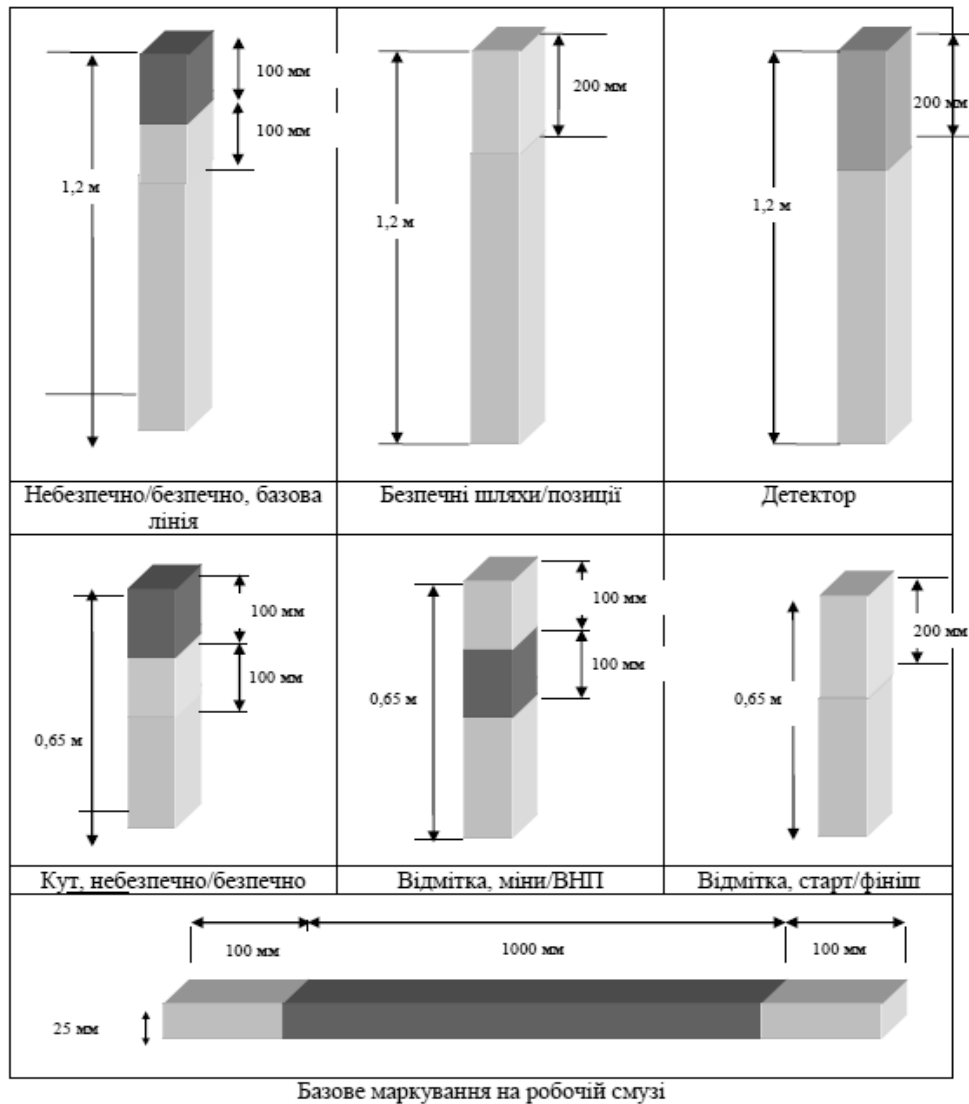 100 мм
100 мм
1,2 м
200 мм
1,2 м
200 мм
1,2 м
Небезпечно/безпечно, базова
лінія
Безпечні шляхи/позиції
Детектор
100 мм
100 мм
0,65 м
100 мм
100 мм
0,65 м
200 мм
0,65 м
Кут, небезпечно/безпечно
Відмітка, міни/ВНП
Відмітка, старт/фініш
100 мм
1000 мм
100 мм
25 мм
Базове маркування на робочій смузі